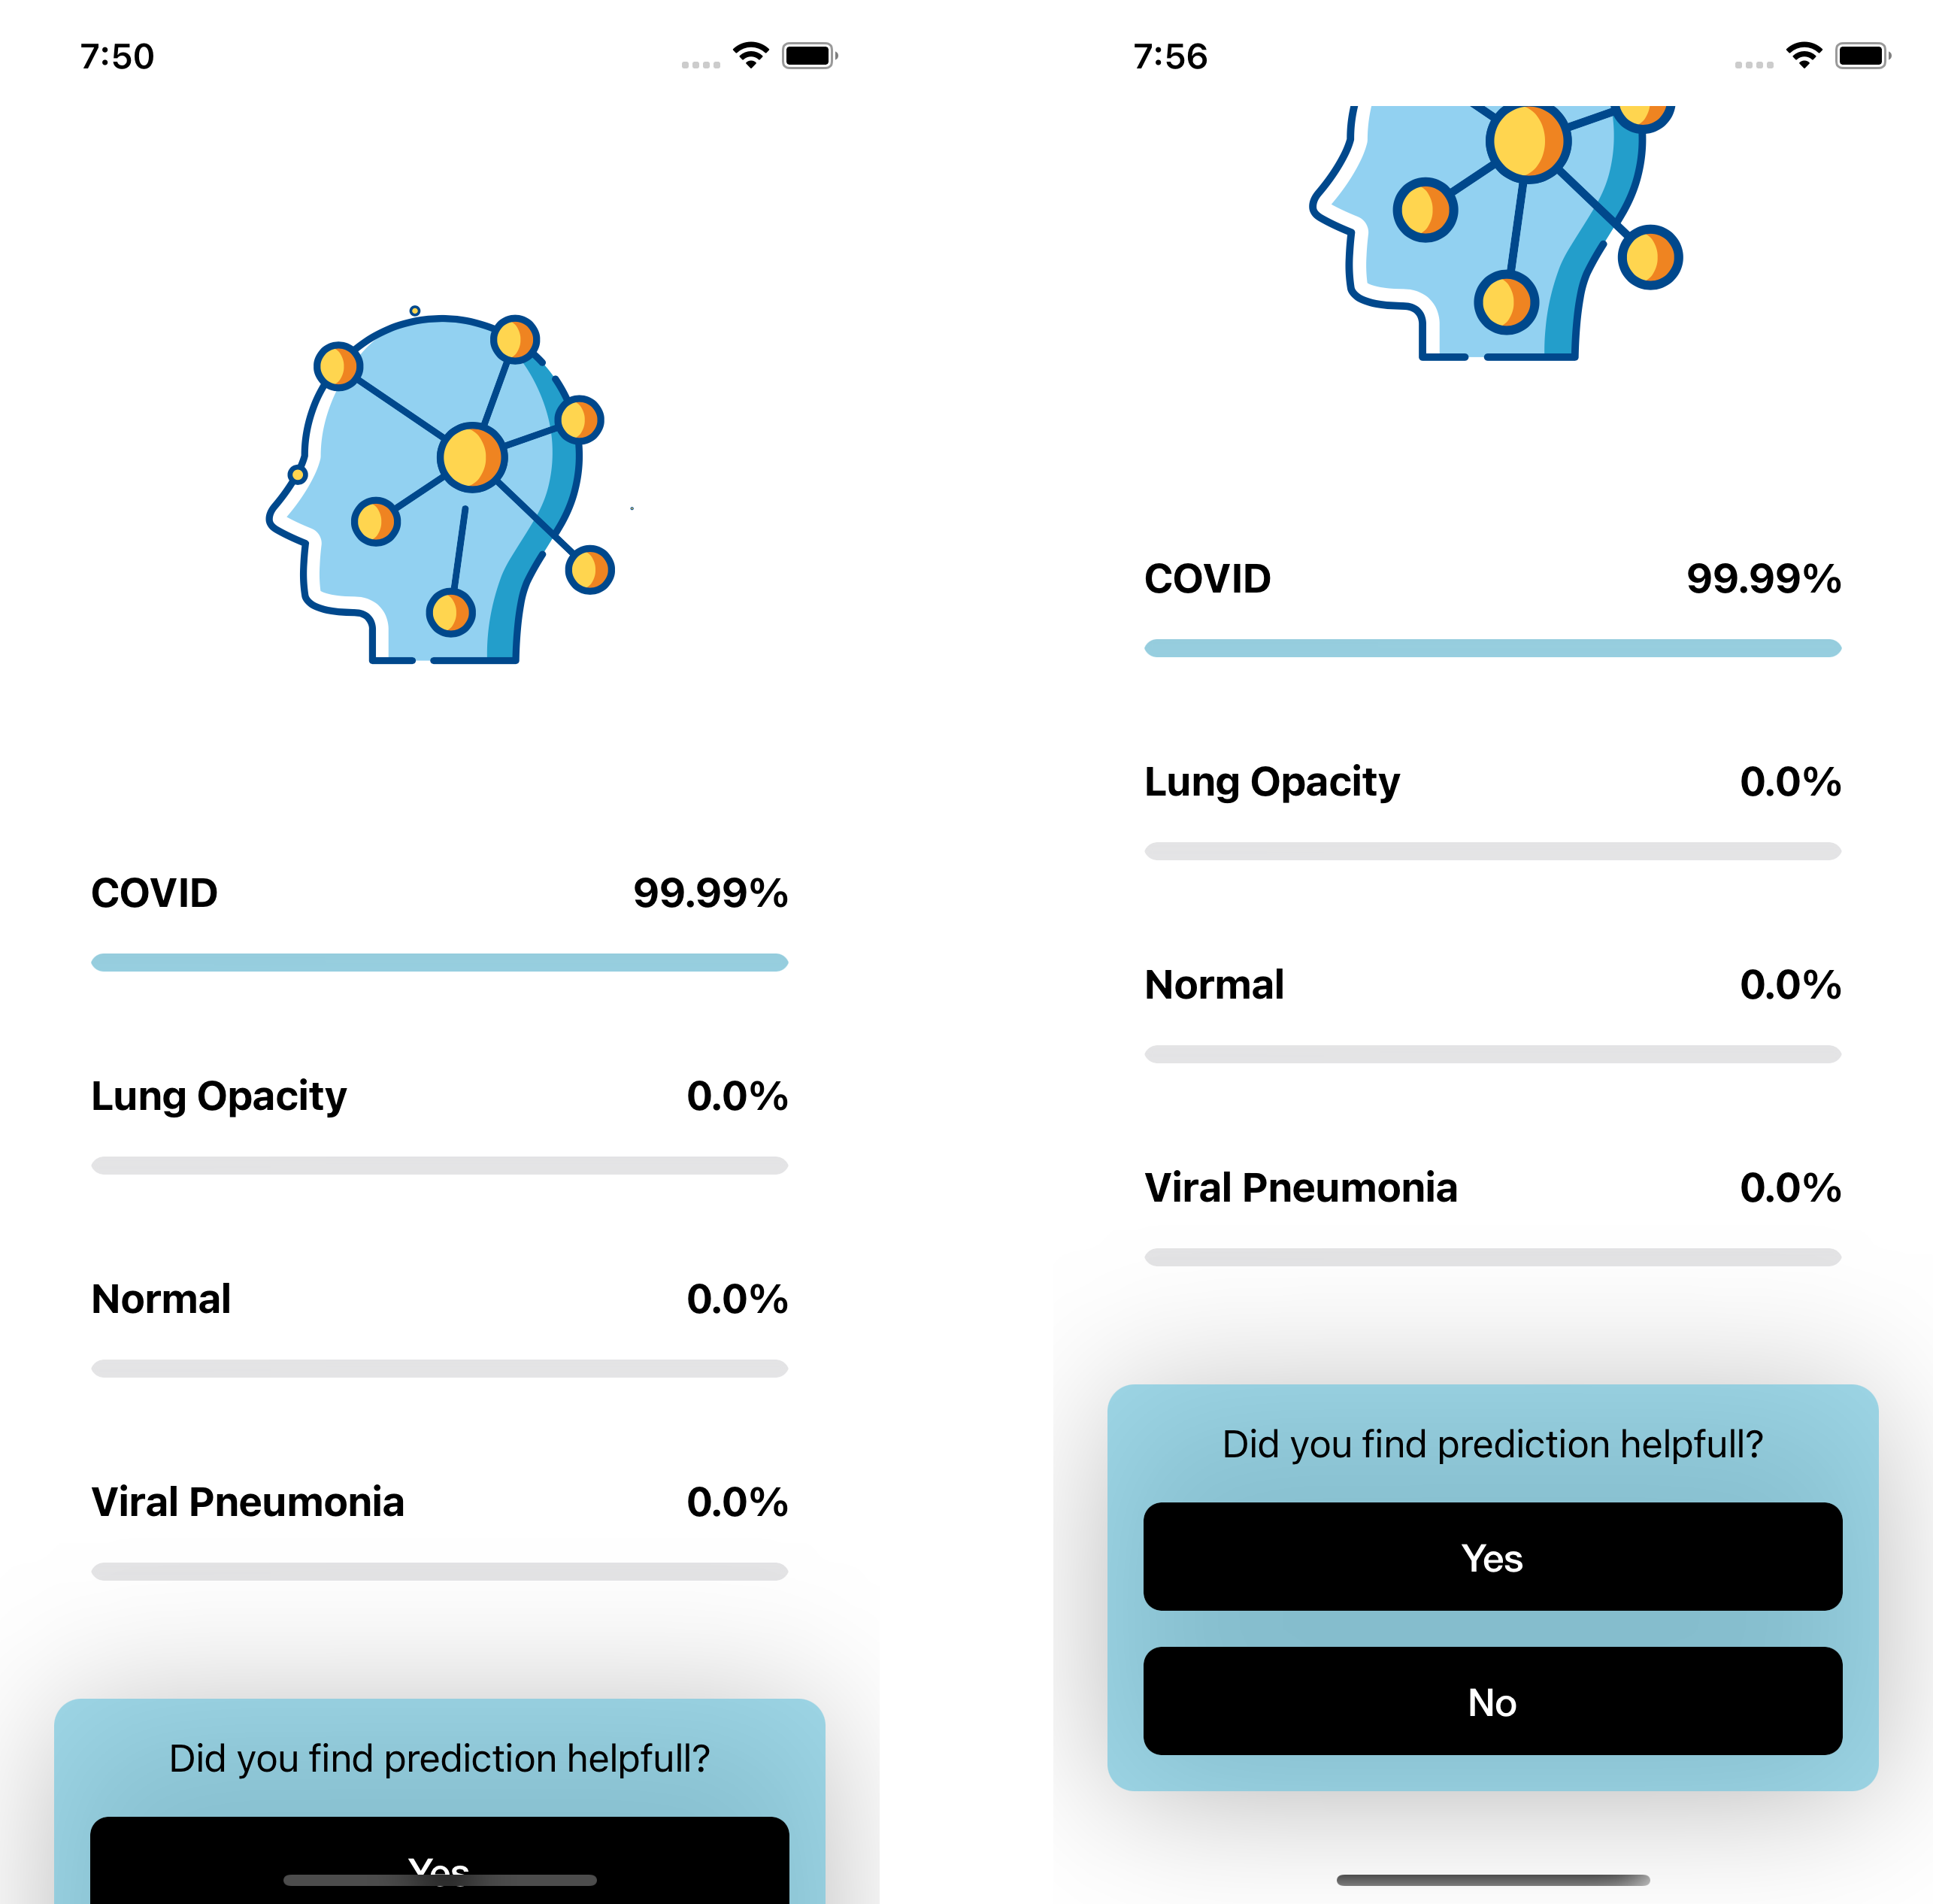 7:50
COVID 99.99%
Lung Opacity 0.0%
Normal 0.0%
Viral Pneumonia 0.0%
Did you find prediction helpfull?
Yes
7:56
COVID 99.99%
Lung Opacity 0.0%
Normal 0.0%
Viral Pneumonia 0.0%
Did you find prediction helpfull?
Yes
No